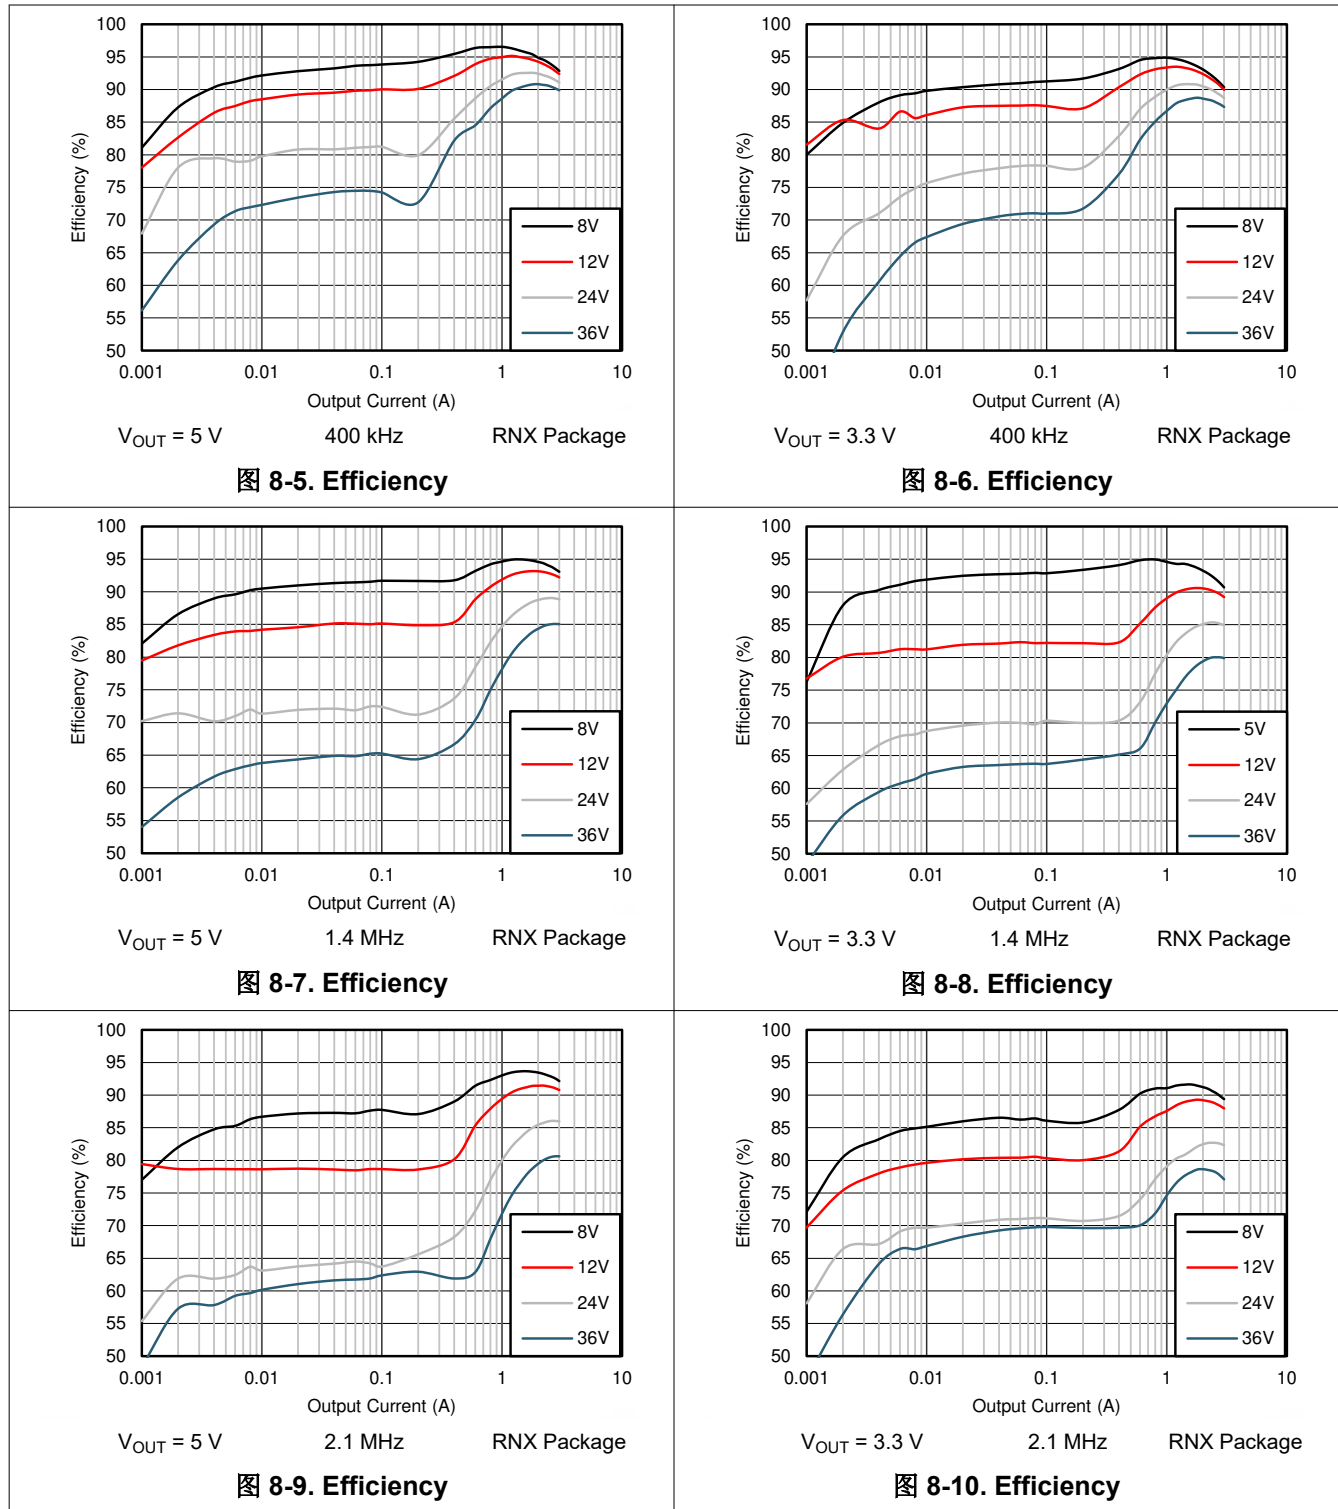 100
95
90
85
80
75
70
65
60
55
50
Efficiency (%)
8V
12V
24V
36V
0.001 0.01 0.1 1 10
Output Current (A)
VOUT = 5 V 400 kHz RNX Package
图 8-5. Efficiency
100
95
90
85
80
75
70
65
60
55
50
Efficiency (%)
8V
12V
24V
36V
0.001 0.01 0.1 1 10
Output Current (A)
VOUT = 3.3 V 400 kHz RNX Package
图 8-6. Efficiency
100
95
90
85
80
75
70
65
60
55
50
Efficiency (%)
8V
12V
24V
36V
0.001 0.01 0.1 1 10
Output Current (A)
VOUT = 5 V 1.4 MHz RNX Package
图 8-7. Efficiency
100
95
90
85
80
75
70
65
60
55
50
Efficiency (%)
5V
12V
24V
36V
0.001 0.01 0.1 1 10
Output Current (A)
VOUT = 3.3 V 1.4 MHz RNX Package
图 8-8. Efficiency
100
95
90
85
80
75
70
65
60
55
50
Efficiency (%)
8V
12V
24V
36V
0.001 0.01 0.1 1 10
Output Current (A)
VOUT = 5 V 2.1 MHz RNX Package
图 8-9. Efficiency
100
95
90
85
80
75
70
65
60
55
50
Efficiency (%)
8V
12V
24V
36V
0.001 0.01 0.1 1 10
Output Current (A)
VOUT = 3.3 V 2.1 MHz RNX Package
图 8-10. Efficiency